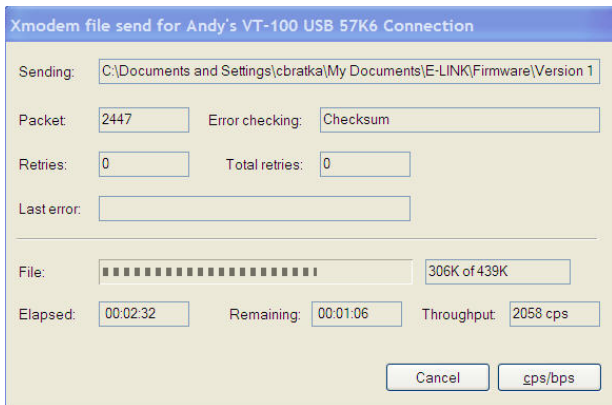 Xmodem file send for Andy's VT-100 USB 57K6 Connection
Sending: C:\Documents and Settings\cbratka\My Documents\E-LINK\Firmware\Version 1
Packet: 2447 Error checking: Checksum
Retries: 0 Total retries: 0
Last error:
File: 306K of 439K
Elapsed: 00:02:32 Remaining: 00:01:06 Throughput: 2058 cps
Cancel cps/bps